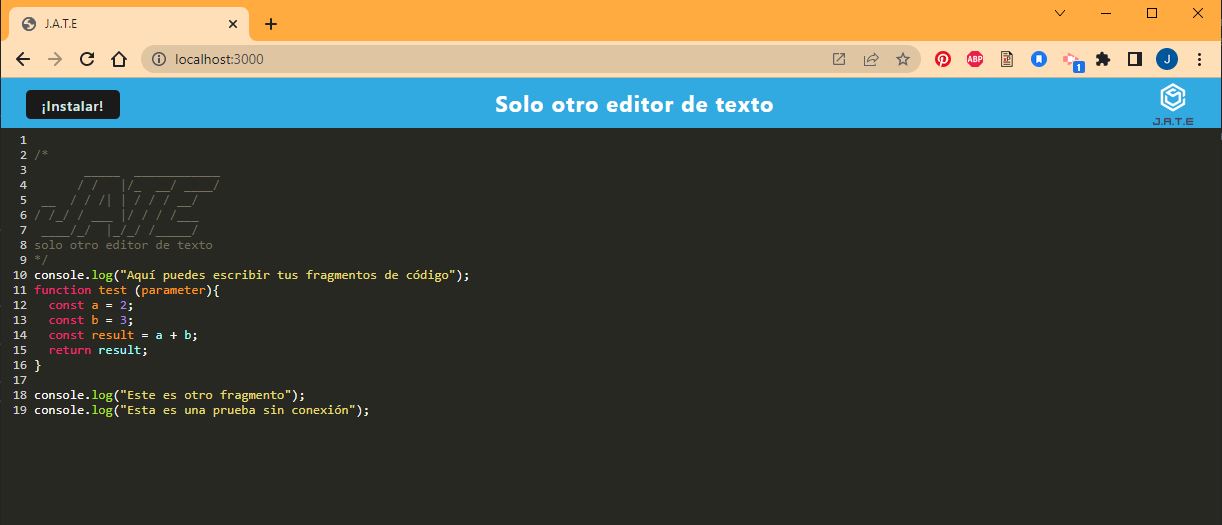 J.A.T.E
localhost:3000
ABP
1
J
¡Instalar!
Solo otro editor de texto
J.A.T.E
1
2 /*
3        _____  ____________
4       / /   |/_  __/ ____/
5  __  / / /| | / / / __/
6 / /_/ / ___ |/ / / /___
7  ____/_/  |_/_/ /_____/
8 solo otro editor de texto
9 */
10 console.log("Aquí puedes escribir tus fragmentos de código");
11 function test (parameter){
12   const a = 2;
13   const b = 3;
14   const result = a + b;
15   return result;
16 }
17
18 console.log("Este es otro fragmento");
19 console.log("Esta es una prueba sin conexión");